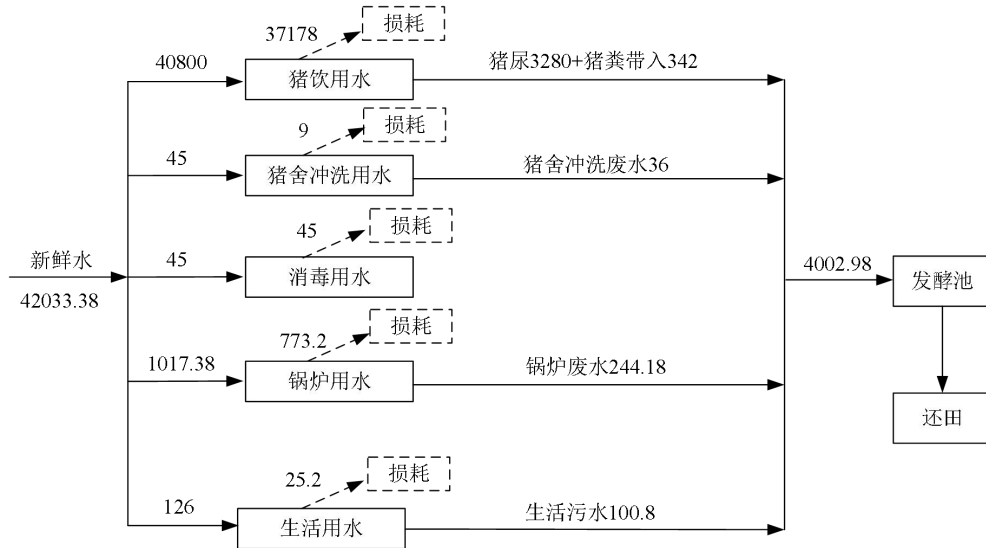 37178
损耗
40800
猪饮用水
猪尿3280+猪粪带入342
9
损耗
45
猪舍冲洗用水
猪舍冲洗废水36
45
损耗
新鲜水
42033.38
45
消毒用水
4002.98
发酵池
773.2
损耗
1017.38
锅炉用水
锅炉废水244.18
还田
25.2
损耗
126
生活用水
生活污水100.8